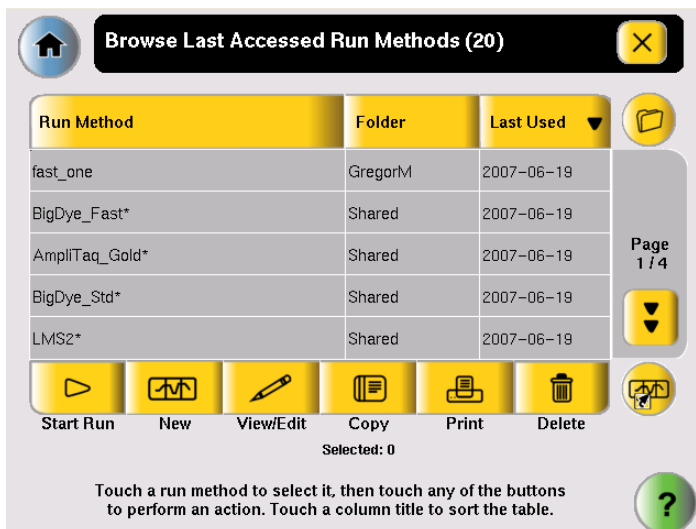 Browse Last Accessed Run Methods (20)
Run Method Folder Last Used
fast_one GregorM 2007-06-19
BigDye_Fast* Shared 2007-06-19
AmpliTaq_Gold* Shared 2007-06-19
BigDye_Std* Shared 2007-06-19
LMS2* Shared 2007-06-19
Page
1/4
Start Run New View/Edit Copy Print Delete
Selected: 0
Touch a run method to select it, then touch any of the buttons
to perform an action. Touch a column title to sort the table.
?